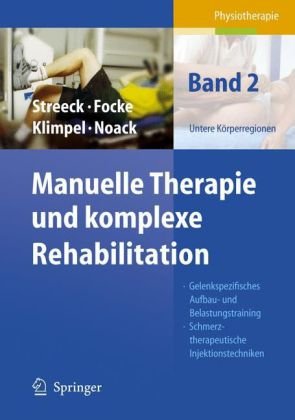 Physiotherapie
Streeck · Focke
Klimpel · Noack
Band 2
Untere Körperregionen
Manuelle Therapie
und komplexe
Rehabilitation
· Gelenkspezifisches
Aufbau- und
Belastungstraining
· Schmerz-
therapeutische
Injektionstechniken
Springer